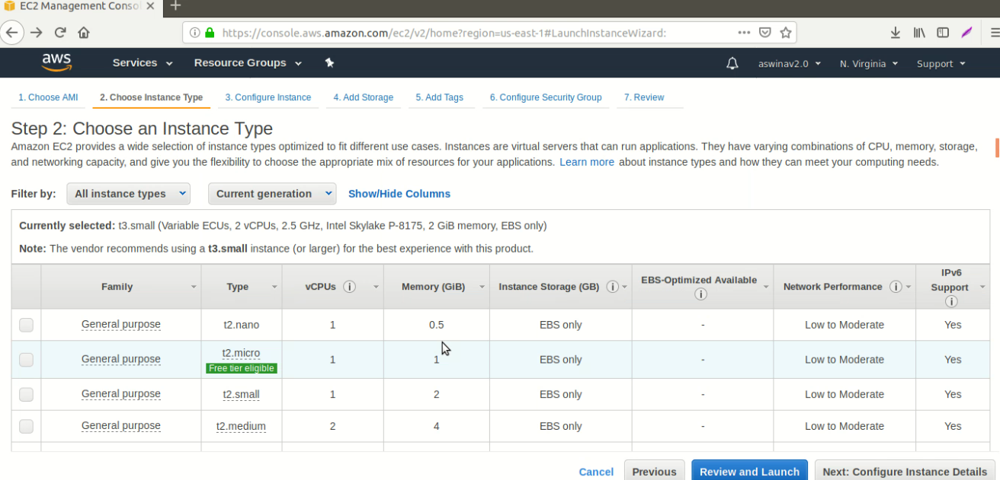 EC2 Management Consol
https://console.aws.amazon.com/ec2/v2/home?region=us-east-1#LaunchInstanceWizard:
aws Services Resource Groups aswinav2.0 N. Virginia Support
1. Choose AMI 2. Choose Instance Type 3. Configure Instance 4. Add Storage 5. Add Tags 6. Configure Security Group 7. Review
Step 2: Choose an Instance Type
Amazon EC2 provides a wide selection of instance types optimized to fit different use cases. Instances are virtual servers that can run applications. They have varying combinations of CPU, memory, storage,
and networking capacity, and give you the flexibility to choose the appropriate mix of resources for your applications. Learn more about instance types and how they can meet your computing needs.
Filter by: All instance types Current generation Show/Hide Columns
Currently selected: t3.small (Variable ECUs, 2 vCPUs, 2.5 GHz, Intel Skylake P-8175, 2 GiB memory, EBS only)
Note: The vendor recommends using a t3.small instance (or larger) for the best experience with this product.
Family Type vCPUs Memory (GiB) Instance Storage (GB) EBS-Optimized Available Network Performance IPv6 Support
General purpose t2.nano 1 0.5 EBS only - Low to Moderate Yes
General purpose t2.micro Free tier eligible 1 1 EBS only - Low to Moderate Yes
General purpose t2.small 1 2 EBS only - Low to Moderate Yes
General purpose t2.medium 2 4 EBS only - Low to Moderate Yes
Cancel Previous Review and Launch Next: Configure Instance Details